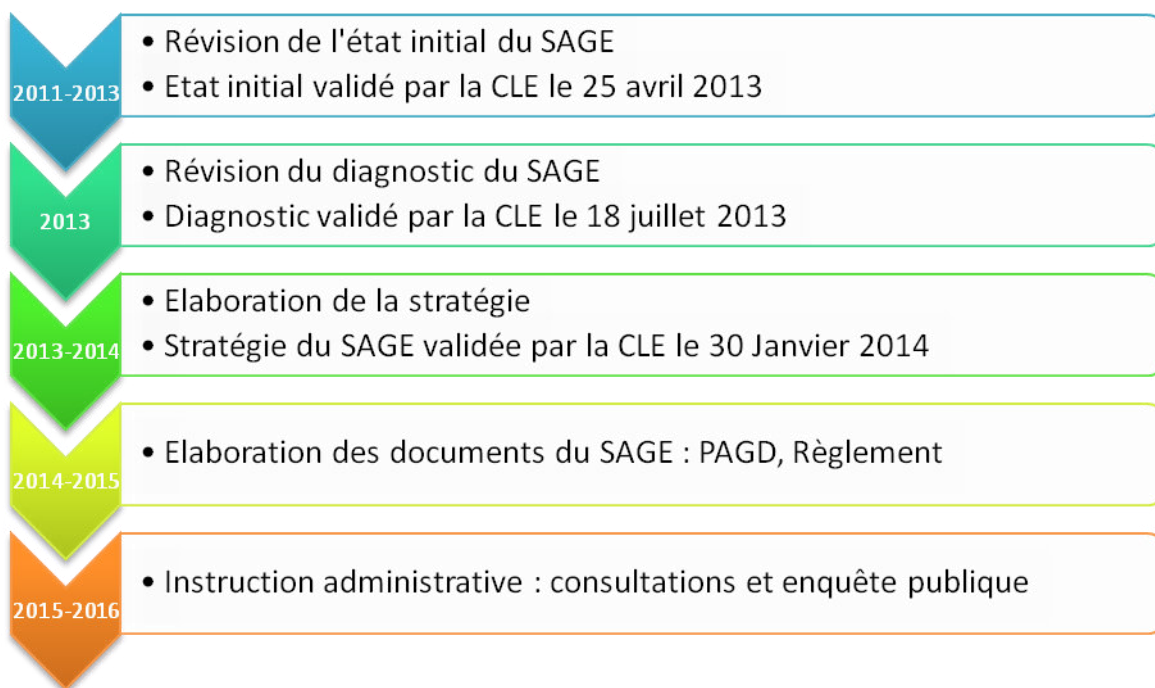 2011-2013
• Révision de l'état initial du SAGE
• Etat initial validé par la CLE le 25 avril 2013
2013
• Révision du diagnostic du SAGE
• Diagnostic validé par la CLE le 18 juillet 2013
2013-2014
• Elaboration de la stratégie
• Stratégie du SAGE validée par la CLE le 30 Janvier 2014
2014-2015
• Elaboration des documents du SAGE : PAGD, Règlement
2015-2016
• Instruction administrative : consultations et enquête publique